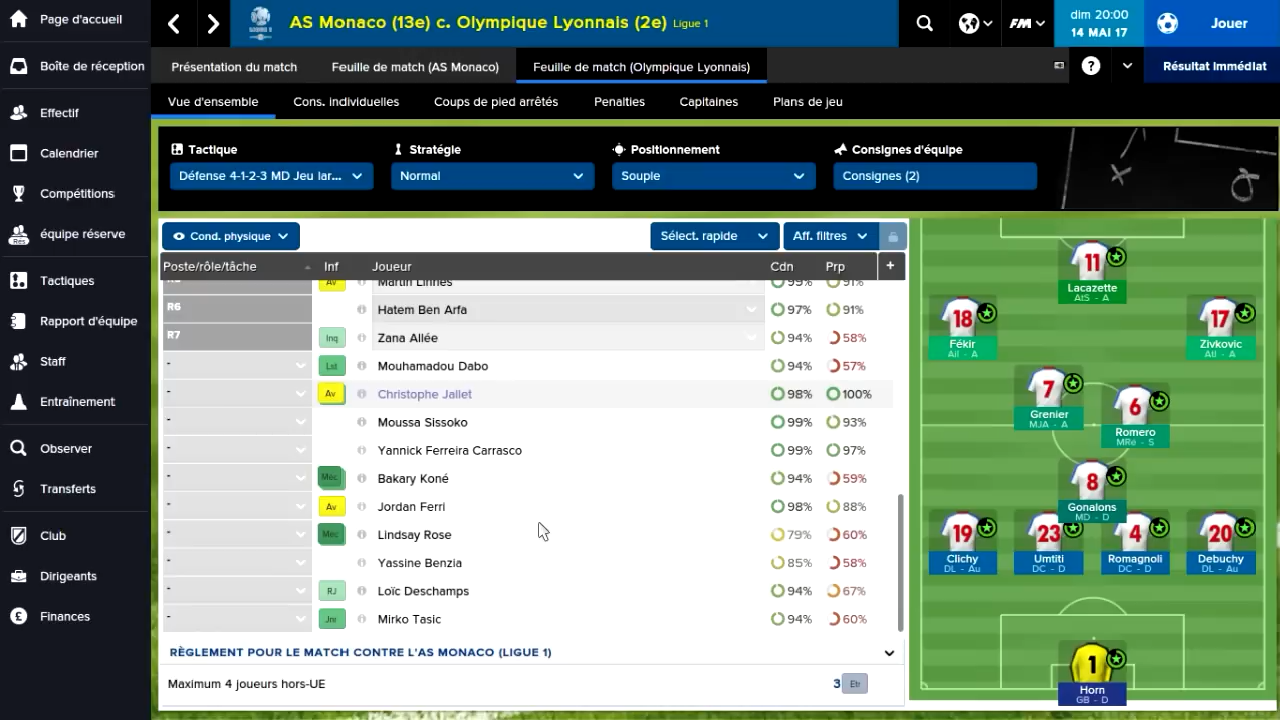 Page d'accueil
Boîte de réception
Effectif
Calendrier
Compétitions
équipe réserve
Tactiques
Rapport d'équipe
Staff
Entraînement
Observer
Transferts
Club
Dirigeants
Finances
AS Monaco (13e) c. Olympique Lyonnais (2e) Ligue 1
FM
dim 20:00
14 MAI 17
Jouer
Présentation du match Feuille de match (AS Monaco) Feuille de match (Olympique Lyonnais)
? Résultat Immédiat
Vue d'ensemble Cons. individuelles Coups de pied arrêtés Penalties Capitaines Plans de jeu
Tactique Stratégie Positionnement Consignes d'équipe
Défense 4-1-2-3 MD Jeu lar... Normal Souple Consignes (2)
Cond. physique Sélect. rapide Aff. filtres
Poste/rôle/tâche Inf Joueur Cdn Prp +
Av Martin Linnes 99% 91%
R6 Hatem Ben Arfa 97% 91%
R7 Inq Zana Allée 94% 58%
- Lst Mouhamadou Dabo 94% 57%
- Av Christophe Jallet 98% 100%
- Moussa Sissoko 99% 93%
- Yannick Ferreira Carrasco 99% 97%
- Méc Bakary Koné 94% 59%
- Av Jordan Ferri 98% 88%
- Méc Lindsay Rose 79% 60%
- Yassine Benzia 85% 58%
- RJ Loïc Deschamps 94% 67%
- Jnr Mirko Tasic 94% 60%
RÈGLEMENT POUR LE MATCH CONTRE L'AS MONACO (LIGUE 1)
Maximum 4 joueurs hors-UE 3 Etr
11
Lacazette
AtS - A
18 17
Fékir Zivkovic
Ail - A Atl - A
7
Grenier
MJA - A
6
Romero
MRé - S
8
Gonalons
MD - D
19 23 4 20
Clichy Umtiti Romagnoli Debuchy
DL - Au DC - D DC - D DL - Au
1
Horn
GB - D